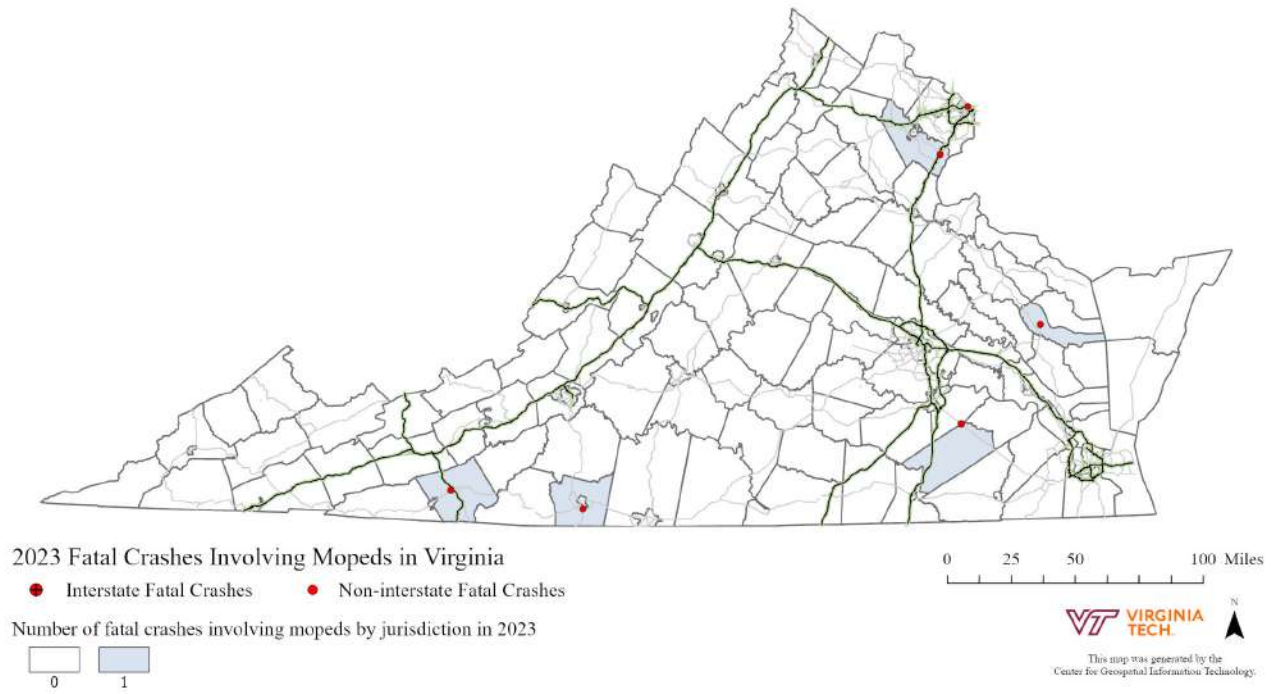 2023 Fatal Crashes Involving Mopeds in Virginia
Interstate Fatal Crashes
Non-interstate Fatal Crashes
Number of fatal crashes involving mopeds by jurisdiction in 2023
0
1
0 25 50 100 Miles
VT VIRGINIA
TECH.
N
This map was generated by the
Center for Geospatial Information Technology.